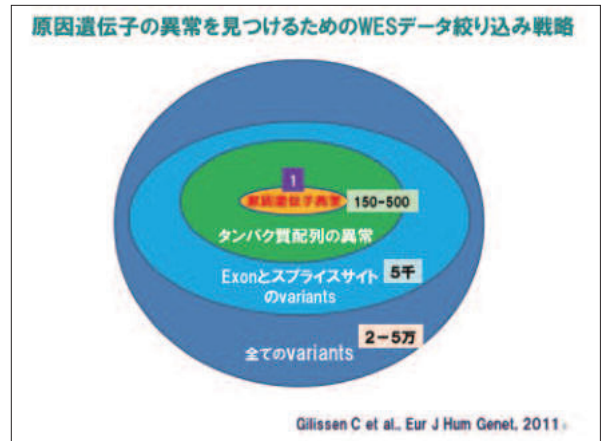 原因遺伝子の異常を見つけるためのWESデータ絞り込み戦略
1
原因遺伝子異常
150-500
タンパク質配列の異常
Exonとスプライスサイト
のvariants
5千
2-5万
全てのvariants
Gilissen C et al., Eur J Hum Genet, 2011.